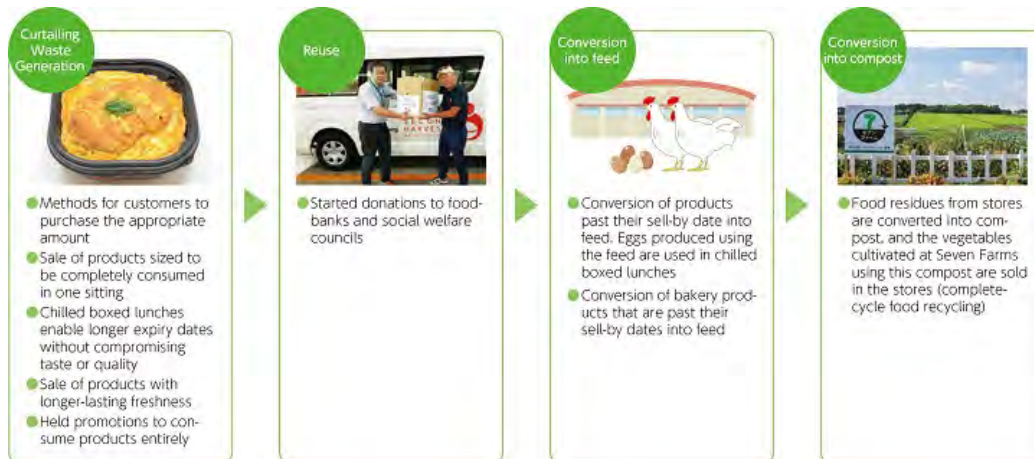 Curtailing
Waste
Generation
Methods for customers to
purchase the appropriate
amount
Sale of products sized to
be completely consumed
in one sitting
Chilled boxed lunches
enable longer expiry dates
without compromising
taste or quality
Sale of products with
longer-lasting freshness
Held promotions to con-
sume products entirely
Reuse
HARVES
Started donations to food-
banks and social welfare
councils
Conversion
into feed
Conversion of products
past their sell-by date into
feed. Eggs produced using
the feed are used in chilled
boxed lunches
Conversion of bakery prod-
ucts that are past their
sell-by dates into feed
Conversion
into compost
Food residues from stores
are converted into com-
post, and the vegetables
cultivated at Seven Farms
using this compost are sold
in the stores (complete-
cycle food recycling)